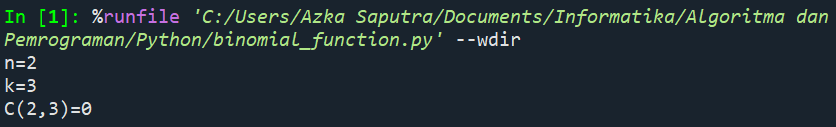 In [1]: %runfile 'C:/Users/Azka Saputra/Documents/Informatika/Algoritma dan
Pemrograman/Python/binomial_function.py' --wdir
n=2
k=3
C(2,3)=0